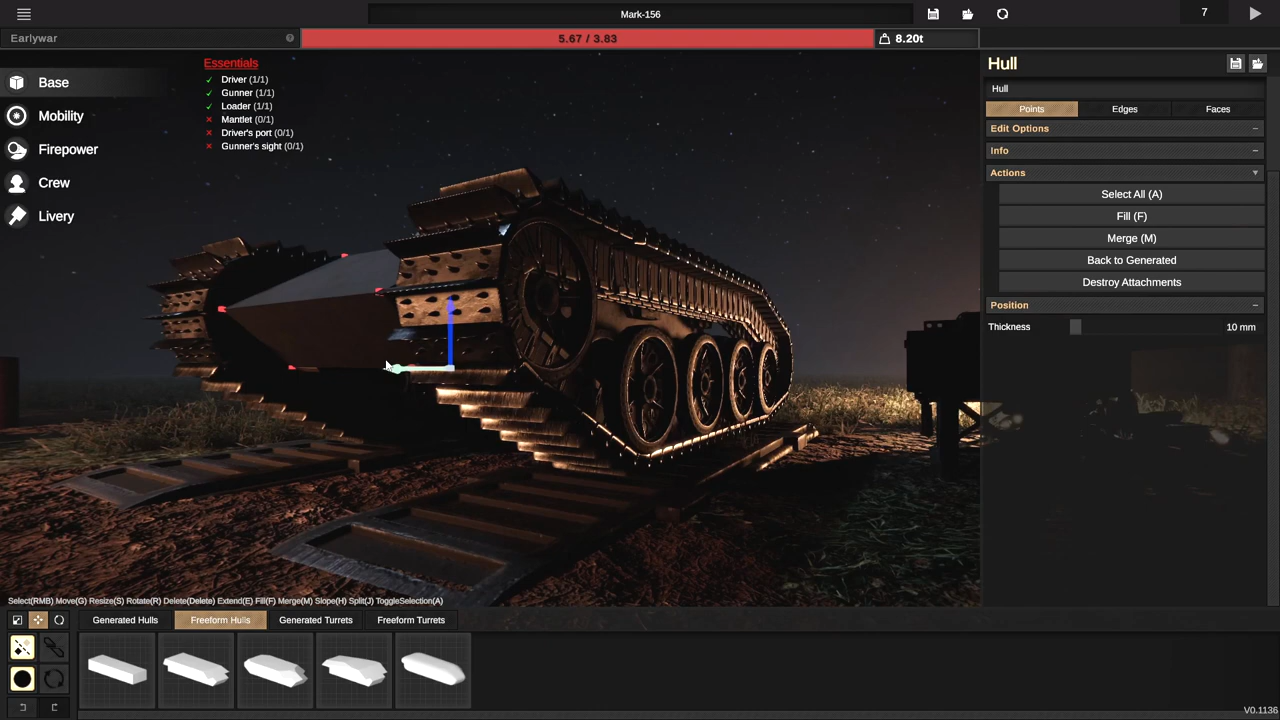 Mark-156
7
Earlywar
5.67 / 3.83
8.20t
Base
Mobility
Firepower
Crew
Livery
Essentials
✓ Driver (1/1)
✓ Gunner (1/1)
✓ Loader (1/1)
× Mantlet (0/1)
× Driver's port (0/1)
× Gunner's sight (0/1)
Hull
Hull
Points Edges Faces
Edit Options
Info
Actions
Select All (A)
Fill (F)
Merge (M)
Back to Generated
Destroy Attachments
Position
Thickness 10 mm
Select(RMB) Move(G) Resize(S) Rotate(R) Delete(Delete) Extend(E) Fill(F) Merge(M) Slope(H) Split(J) ToggleSelection(A)
Generated Hulls Freeform Hulls Generated Turrets Freeform Turrets
V0.1136